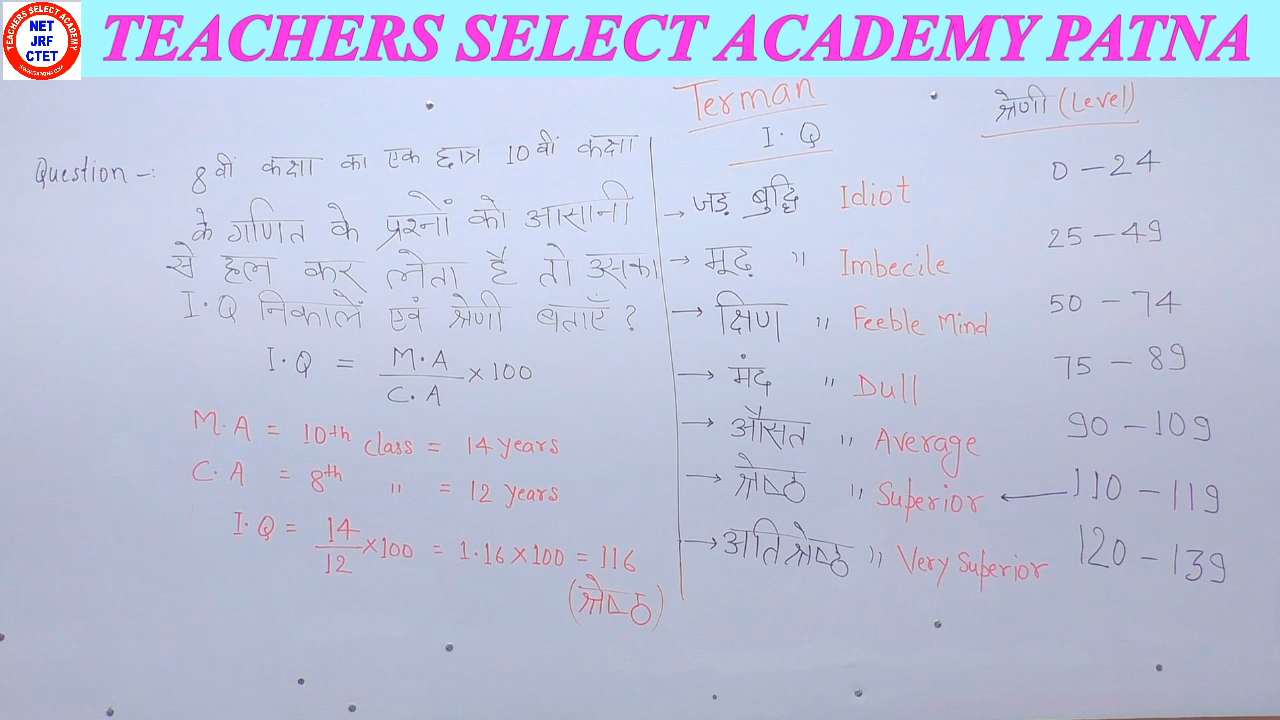 TEACHERS SELECT ACADEMY
NET
JRF
CTET
TEACHERS SELECT ACADEMY PATNA
Question -: 8वीं कक्षा का एक छात्र 10वीं कक्षा
के गणित के प्रश्नों को आसानी
से हल कर लेता है तो उसका
I.Q निकालें एवं श्रेणी बताएँ ?
I.Q = M.A / C.A × 100
M.A = 10th class = 14 years
C.A = 8th " = 12 years
I.Q = 14 / 12 × 100 = 1.16 × 100 = 116
(श्रेष्ठ)
Terman
I.Q
श्रेणी (Level)
→ जड़ बुद्धि Idiot 0 – 24
→ मूढ़ " Imbecile 25 – 49
→ क्षिण " Feeble Mind 50 – 74
→ मंद " Dull 75 – 89
→ औसत " Average 90 – 109
→ श्रेष्ठ " Superior ← 110 – 119
→ अतिश्रेष्ठ " Very Superior 120 – 139